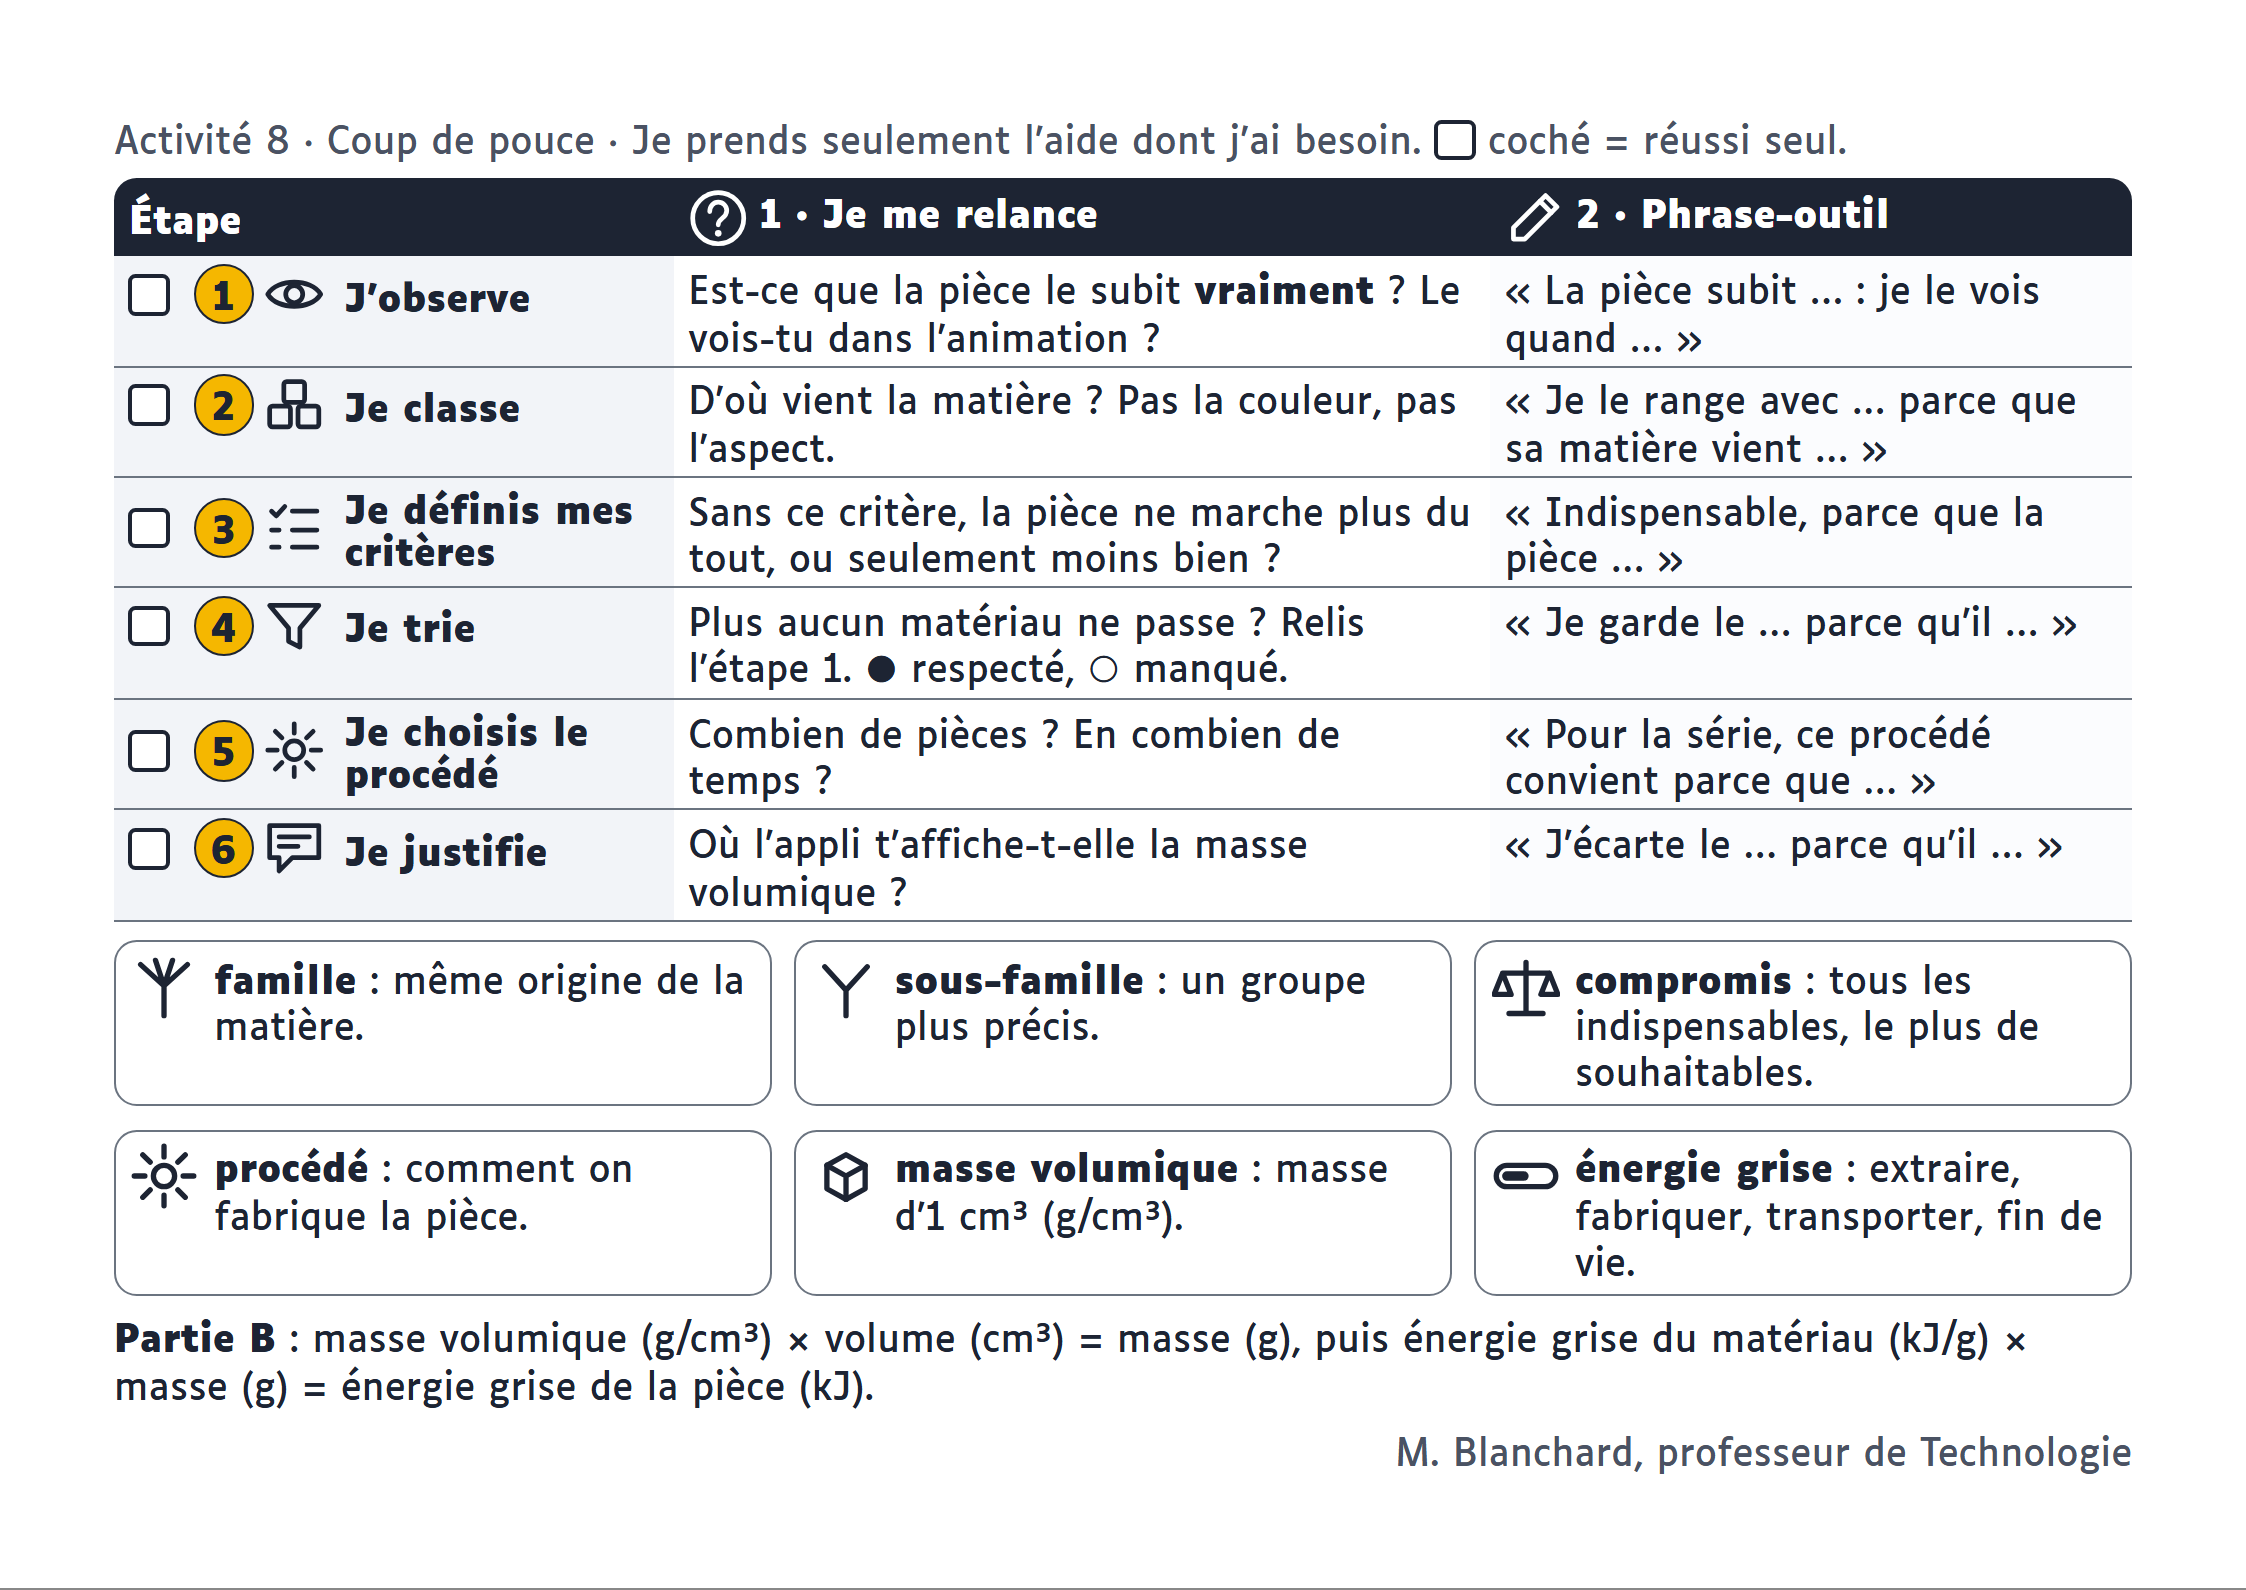 Activité 8 · Coup de pouce · Je prends seulement l’aide dont j’ai besoin. coché = réussi seul.
Étape
1 · Je me relance
2 · Phrase-outil
1 J’observe
Est-ce que la pièce le subit vraiment ? Le
vois-tu dans l’animation ?
« La pièce subit … : je le vois
quand … »
2 Je classe
D’où vient la matière ? Pas la couleur, pas
l’aspect.
« Je le range avec … parce que
sa matière vient … »
3 Je définis mes
critères
Sans ce critère, la pièce ne marche plus du
tout, ou seulement moins bien ?
« Indispensable, parce que la
pièce … »
4 Je trie
Plus aucun matériau ne passe ? Relis
l’étape 1. ● respecté, ○ manqué.
« Je garde le … parce qu’il … »
5 Je choisis le
procédé
Combien de pièces ? En combien de
temps ?
« Pour la série, ce procédé
convient parce que … »
6 Je justifie
Où l’appli t’affiche-t-elle la masse
volumique ?
« J’écarte le … parce qu’il … »
famille : même origine de la
matière.
sous-famille : un groupe
plus précis.
compromis : tous les
indispensables, le plus de
souhaitables.
procédé : comment on
fabrique la pièce.
masse volumique : masse
d’1 cm³ (g/cm³).
énergie grise : extraire,
fabriquer, transporter, fin de
vie.
Partie B : masse volumique (g/cm³) × volume (cm³) = masse (g), puis énergie grise du matériau (kJ/g) ×
masse (g) = énergie grise de la pièce (kJ).
M. Blanchard, professeur de Technologie